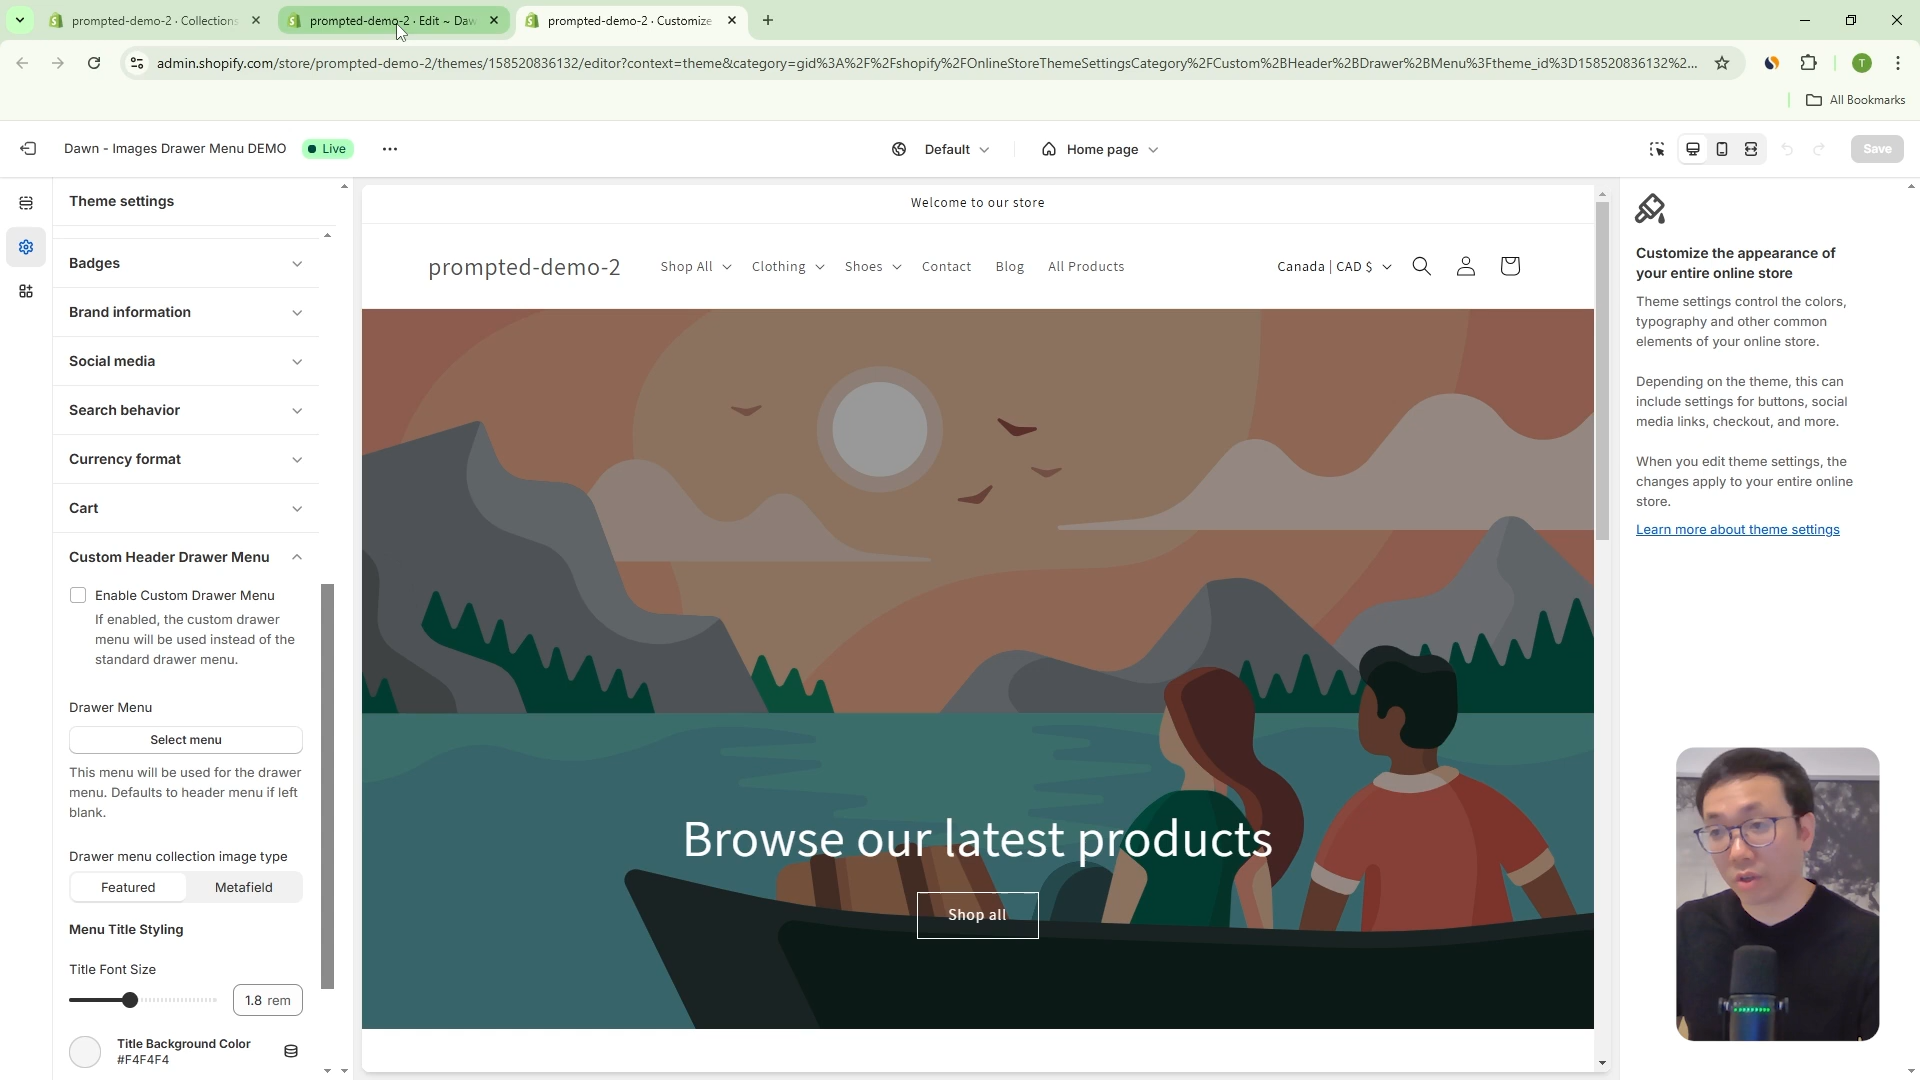 prompted-demo-2 · Collections
prompted-demo-2 · Edit ~ Daw
prompted-demo-2 · Customize
admin.shopify.com/store/prompted-demo-2/themes/158520836132/editor?context=theme&category=gid%3A%2F%2Fshopify%2FOnlineStoreThemeSettingsCategory%2FCustom%2BHeader%2BDrawer%2BMenu%3Ftheme_id%3D158520836132%2...
T
All Bookmarks
Dawn - Images Drawer Menu DEMO
Live
Default
Home page
Save
Theme settings
Badges
Brand information
Social media
Search behavior
Currency format
Cart
Custom Header Drawer Menu
Enable Custom Drawer Menu
If enabled, the custom drawer
menu will be used instead of the
standard drawer menu.
Drawer Menu
Select menu
This menu will be used for the drawer
menu. Defaults to header menu if left
blank.
Drawer menu collection image type
Featured
Metafield
Menu Title Styling
Title Font Size
1.8 rem
Title Background Color
#F4F4F4
Welcome to our store
prompted-demo-2
Shop All
Clothing
Shoes
Contact
Blog
All Products
Canada | CAD $
Browse our latest products
Shop all
Customize the appearance of
your entire online store
Theme settings control the colors,
typography and other common
elements of your online store.
Depending on the theme, this can
include settings for buttons, social
media links, checkout, and more.
When you edit theme settings, the
changes apply to your entire online
store.
Learn more about theme settings